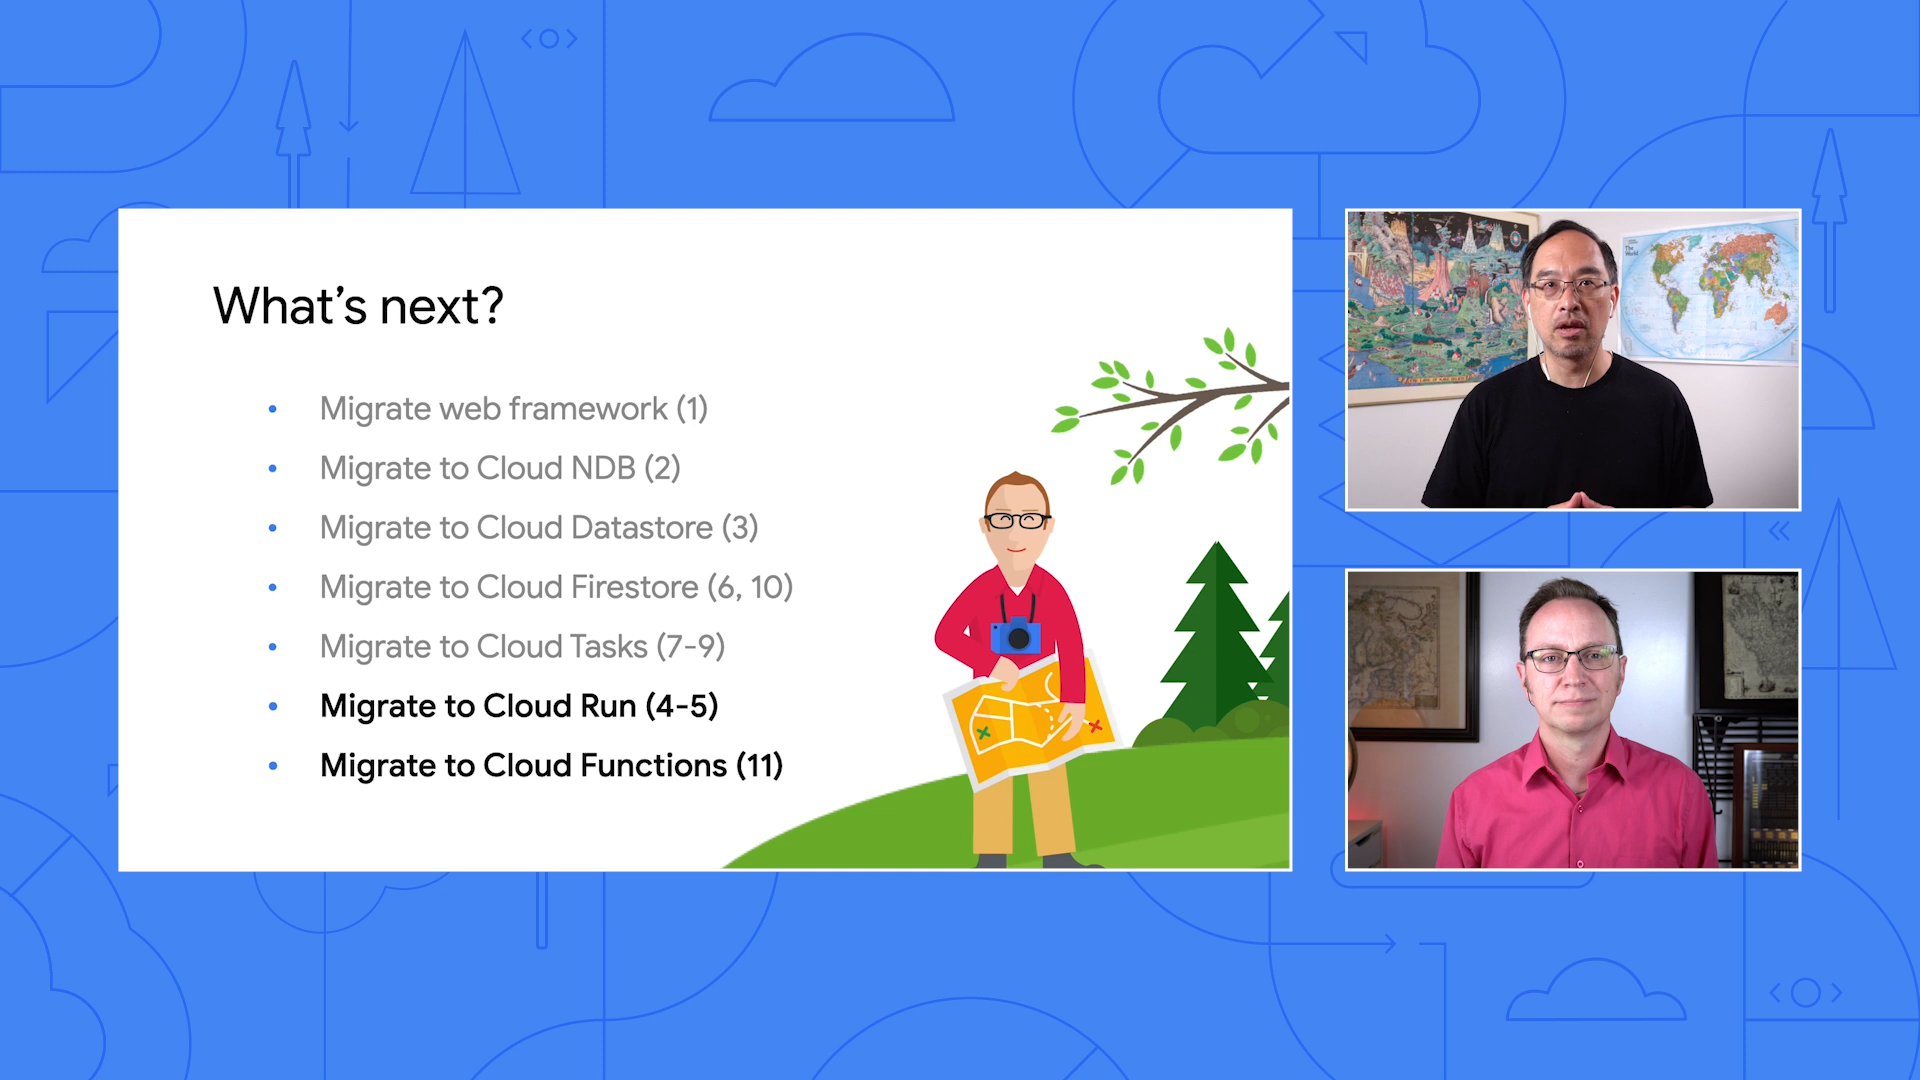 What's next?
• Migrate web framework (1)
• Migrate to Cloud NDB (2)
• Migrate to Cloud Datastore (3)
• Migrate to Cloud Firestore (6, 10)
• Migrate to Cloud Tasks (7-9)
• Migrate to Cloud Run (4-5)
• Migrate to Cloud Functions (11)
The
World